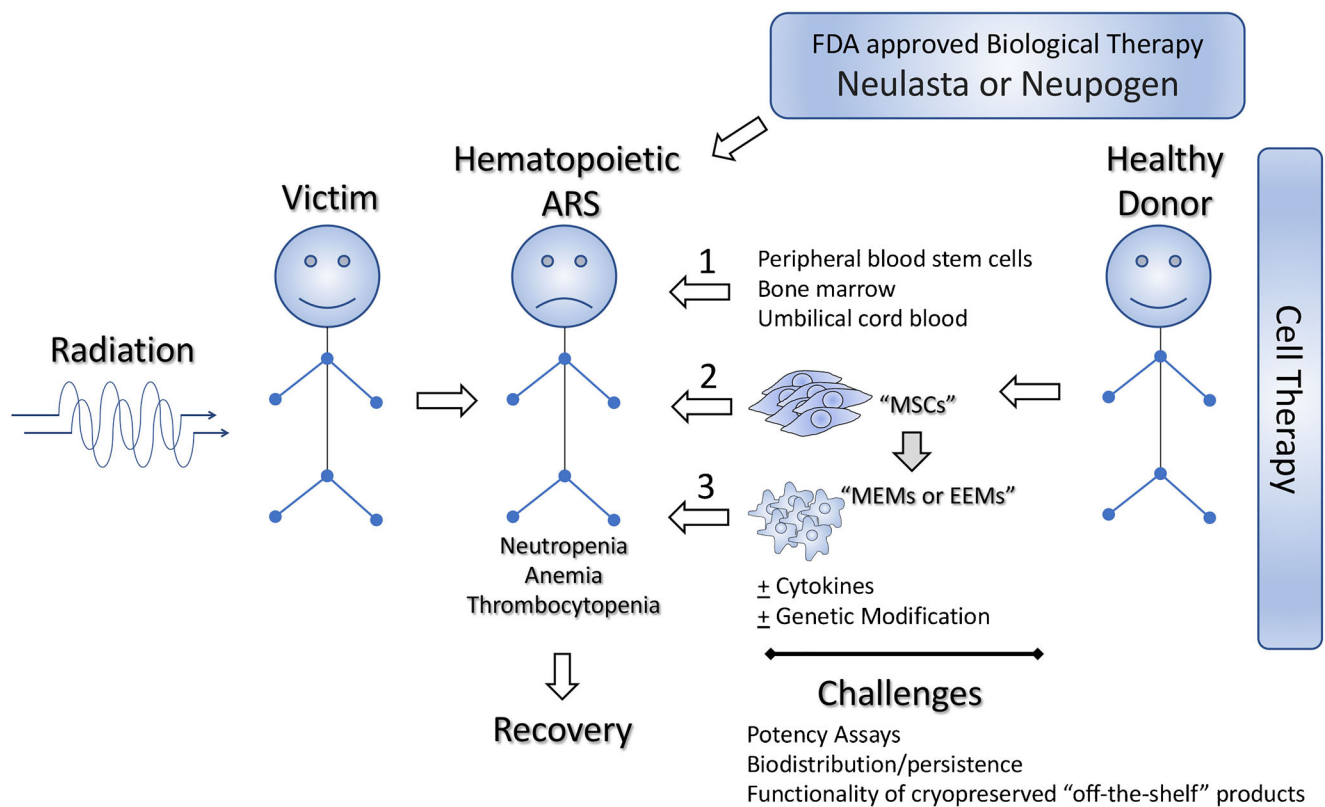 FDA approved Biological Therapy
Neulasta or Neupogen
Hematopoietic
ARS
Healthy
Donor
Victim
Radiation
1
Peripheral blood stem cells
Bone marrow
Umbilical cord blood
2
“MSCs”
3
“MEMs or EEMs”
Cell Therapy
Neutropenia
Anemia
Thrombocytopenia
± Cytokines
± Genetic Modification
Recovery
Challenges
Potency Assays
Biodistribution/persistence
Functionality of cryopreserved “off-the-shelf” products